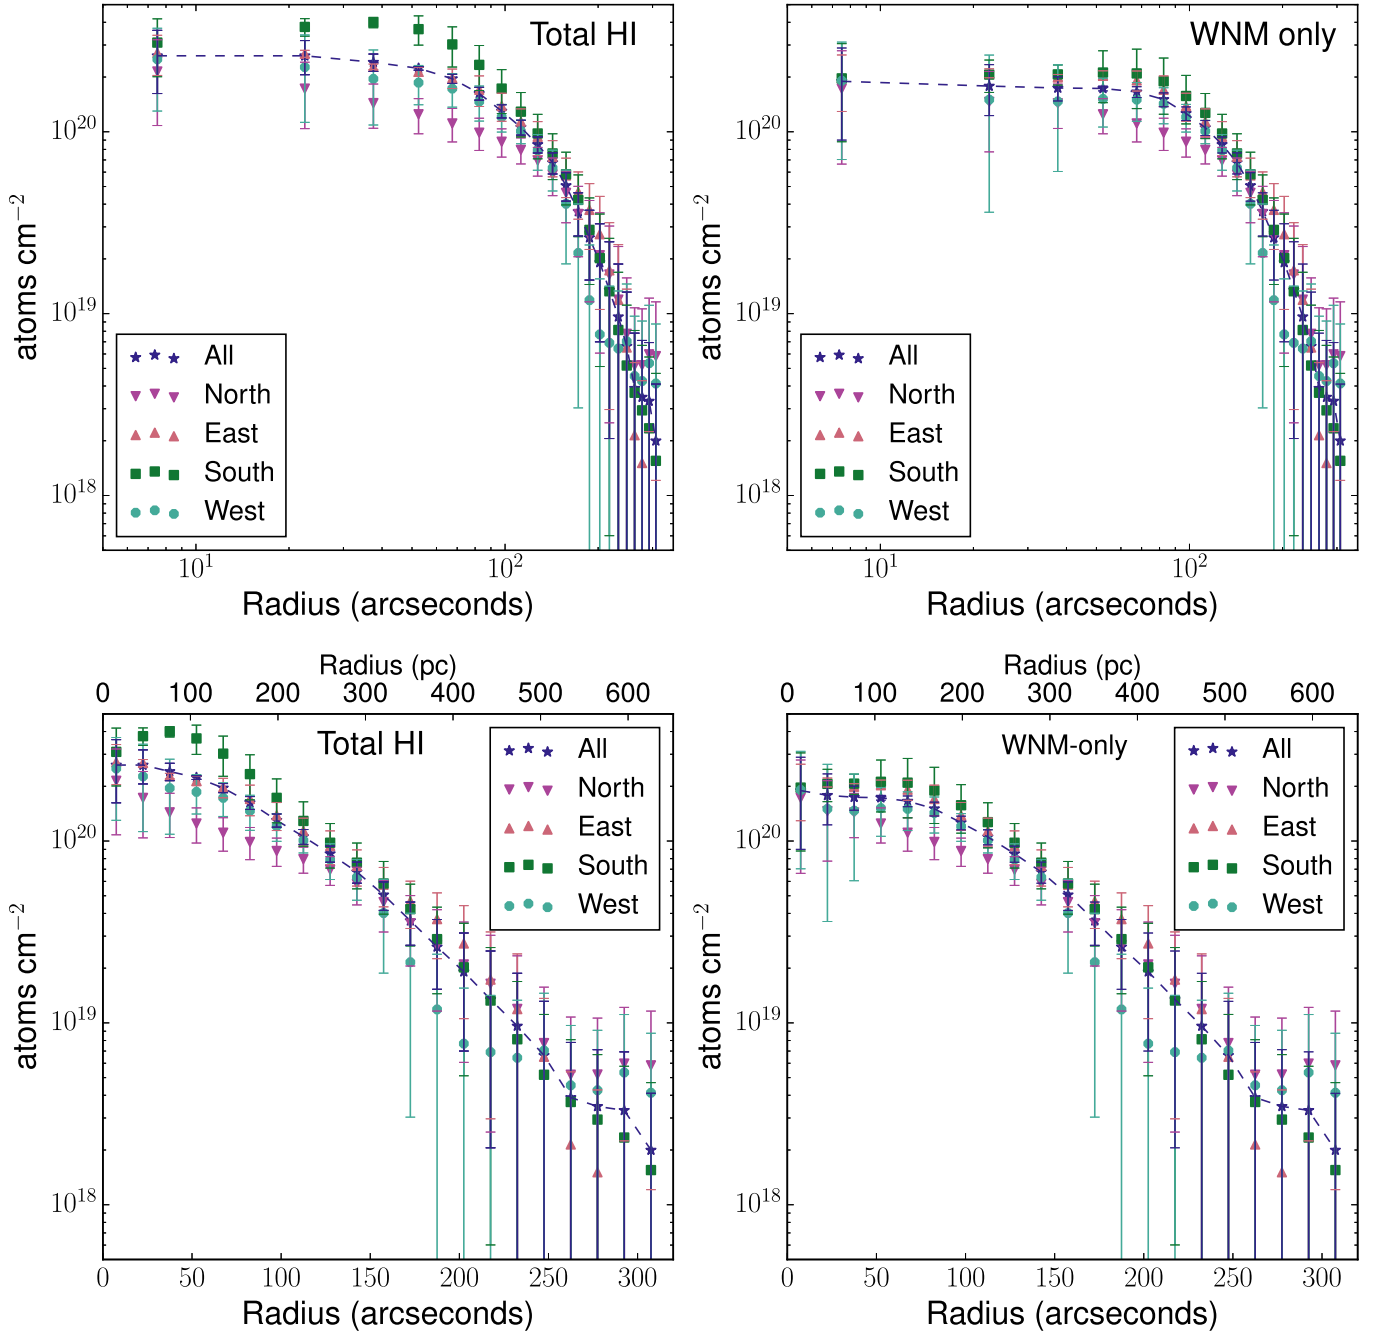 Total HI
WNM only
10^20
10^19
10^18
atoms cm^−2
All
North
East
South
West
10^1
10^2
Radius (arcseconds)
10^20
10^19
10^18
atoms cm^−2
All
North
East
South
West
10^1
10^2
Radius (arcseconds)
Radius (pc)
0 100 200 300 400 500 600
Total HI
All
North
East
South
West
10^20
10^19
10^18
atoms cm^−2
0 50 100 150 200 250 300
Radius (arcseconds)
Radius (pc)
0 100 200 300 400 500 600
WNM-only
All
North
East
South
West
10^20
10^19
10^18
atoms cm^−2
0 50 100 150 200 250 300
Radius (arcseconds)